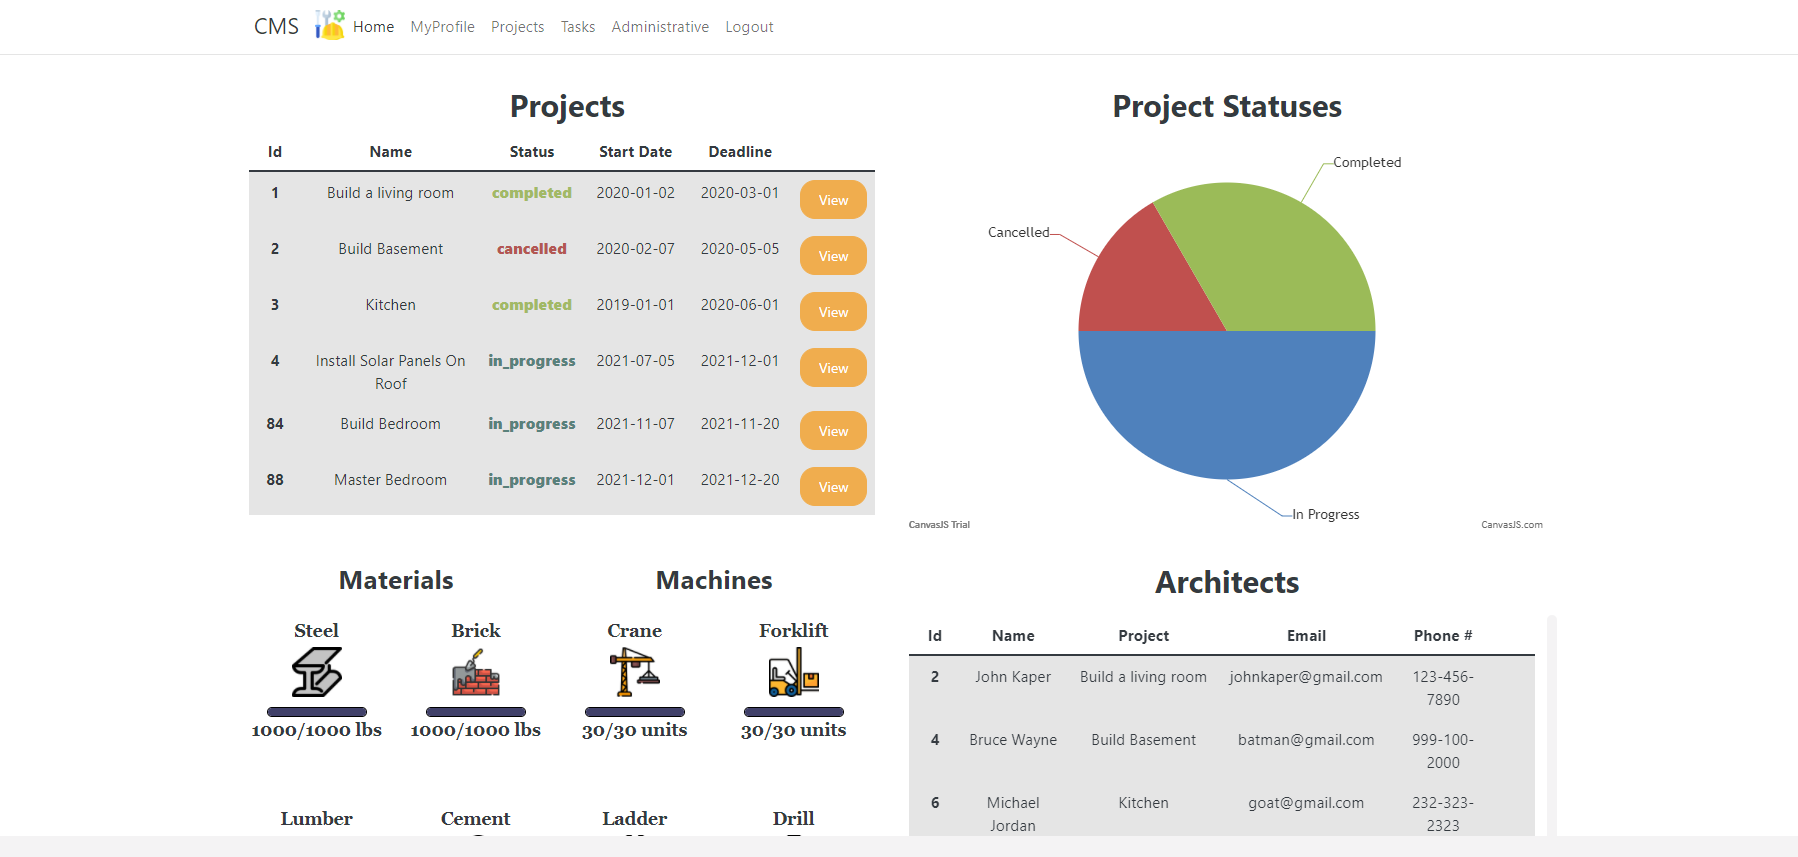 CMS Home MyProfile Projects Tasks Administrative Logout
Projects
Id Name Status Start Date Deadline
1 Build a living room completed 2020-01-02 2020-03-01 View
2 Build Basement cancelled 2020-02-07 2020-05-05 View
3 Kitchen completed 2019-01-01 2020-06-01 View
4 Install Solar Panels On in_progress 2021-07-05 2021-12-01 View
Roof
84 Build Bedroom in_progress 2021-11-07 2021-11-20 View
88 Master Bedroom in_progress 2021-12-01 2021-12-20 View
Project Statuses
Completed
Cancelled
In Progress
CanvasJS Trial CanvasJS.com
Materials Machines
Steel Brick Crane Forklift
1000/1000 lbs 1000/1000 lbs 30/30 units 30/30 units
Lumber Cement Ladder Drill
Architects
Id Name Project Email Phone #
2 John Kaper Build a living room johnkaper@gmail.com 123-456-
7890
4 Bruce Wayne Build Basement batman@gmail.com 999-100-
2000
6 Michael Kitchen goat@gmail.com 232-323-
Jordan 2323